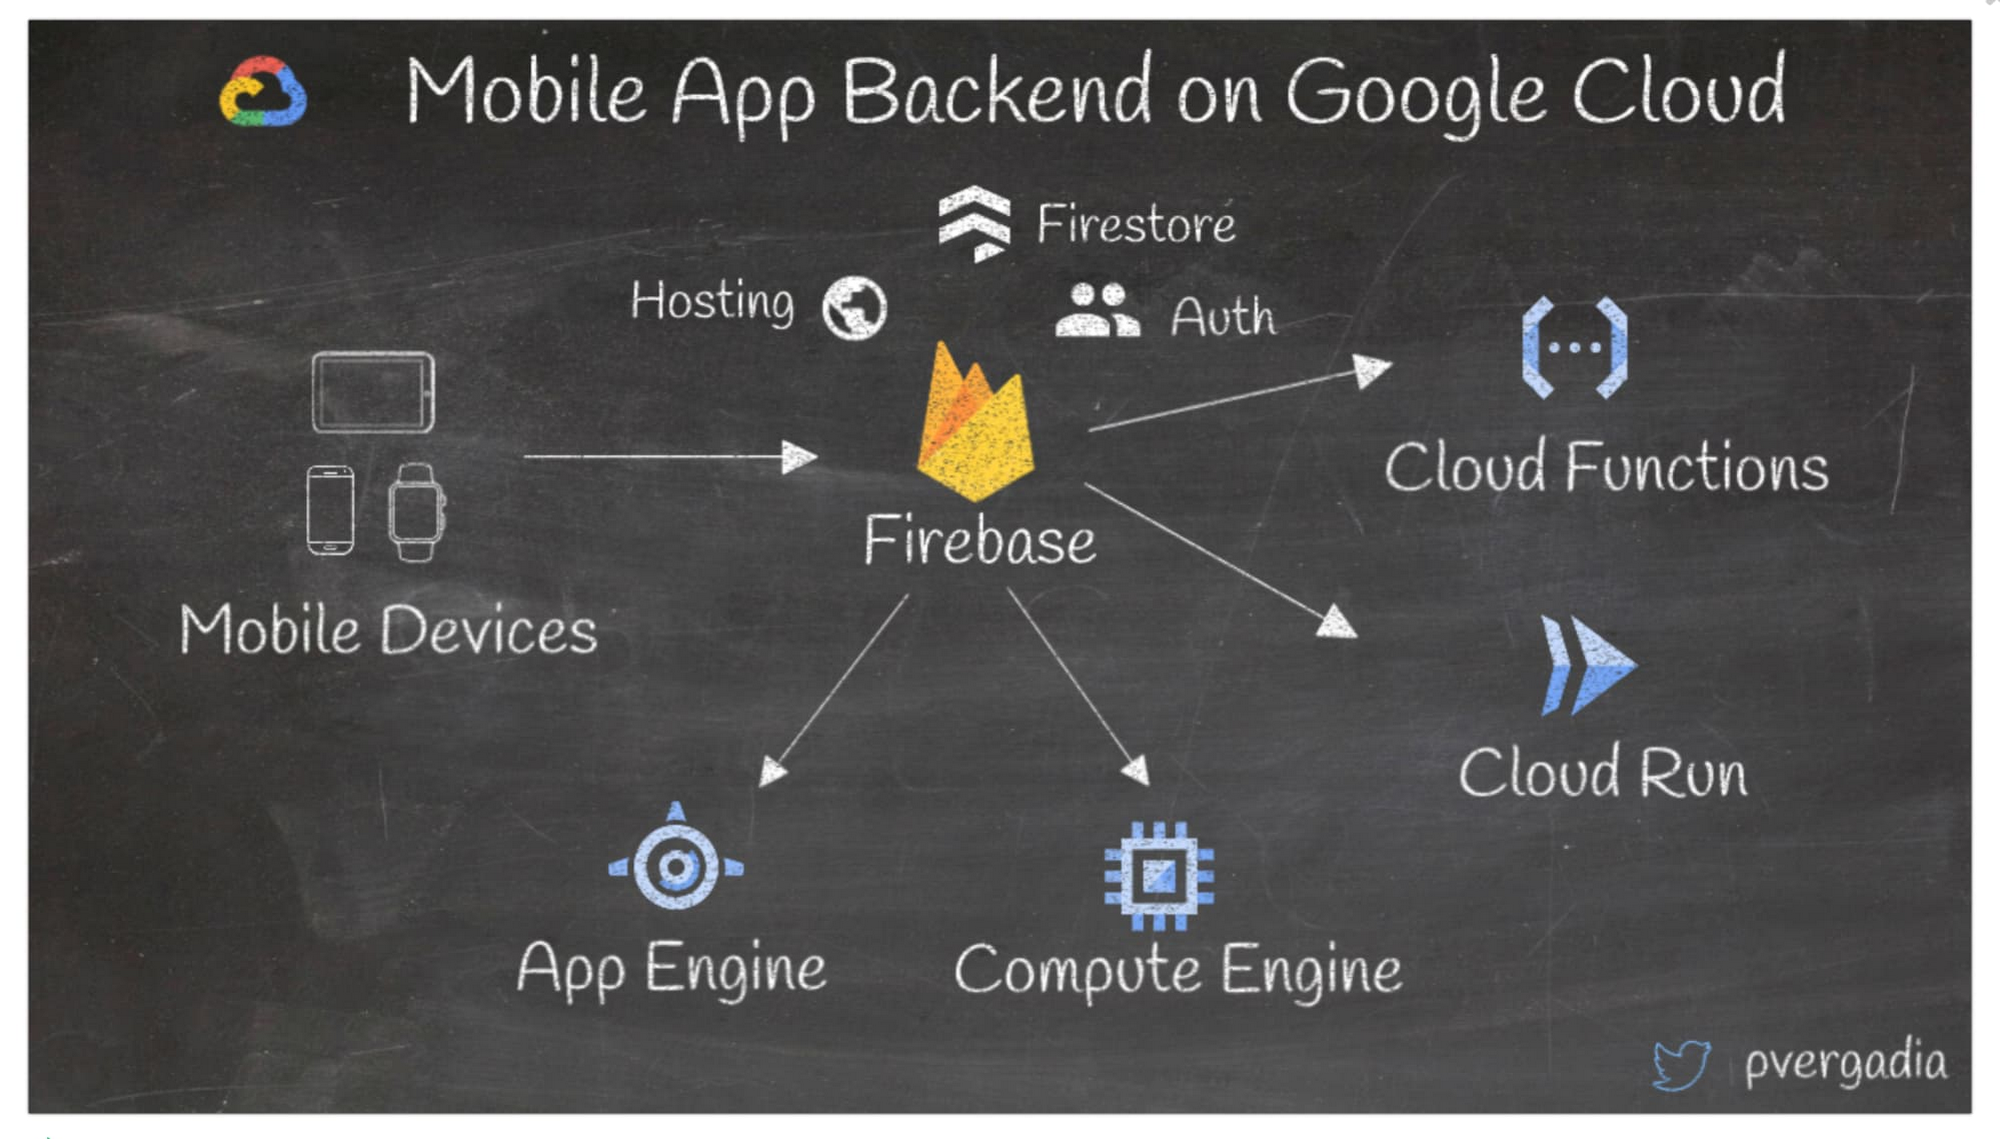 Mobile App Backend on Google Cloud
Firestore
Hosting
Auth
Firebase
Cloud Functions
Mobile Devices
Cloud Run
App Engine
Compute Engine
pvergadia